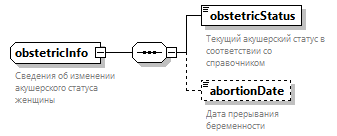 obstetricInfo
Сведения об изменении
акушерского статуса
женщины
obstetricStatus
Текущий акушерский статус в
соответствии со
справочником
abortionDate
Дата прерывания
беременности